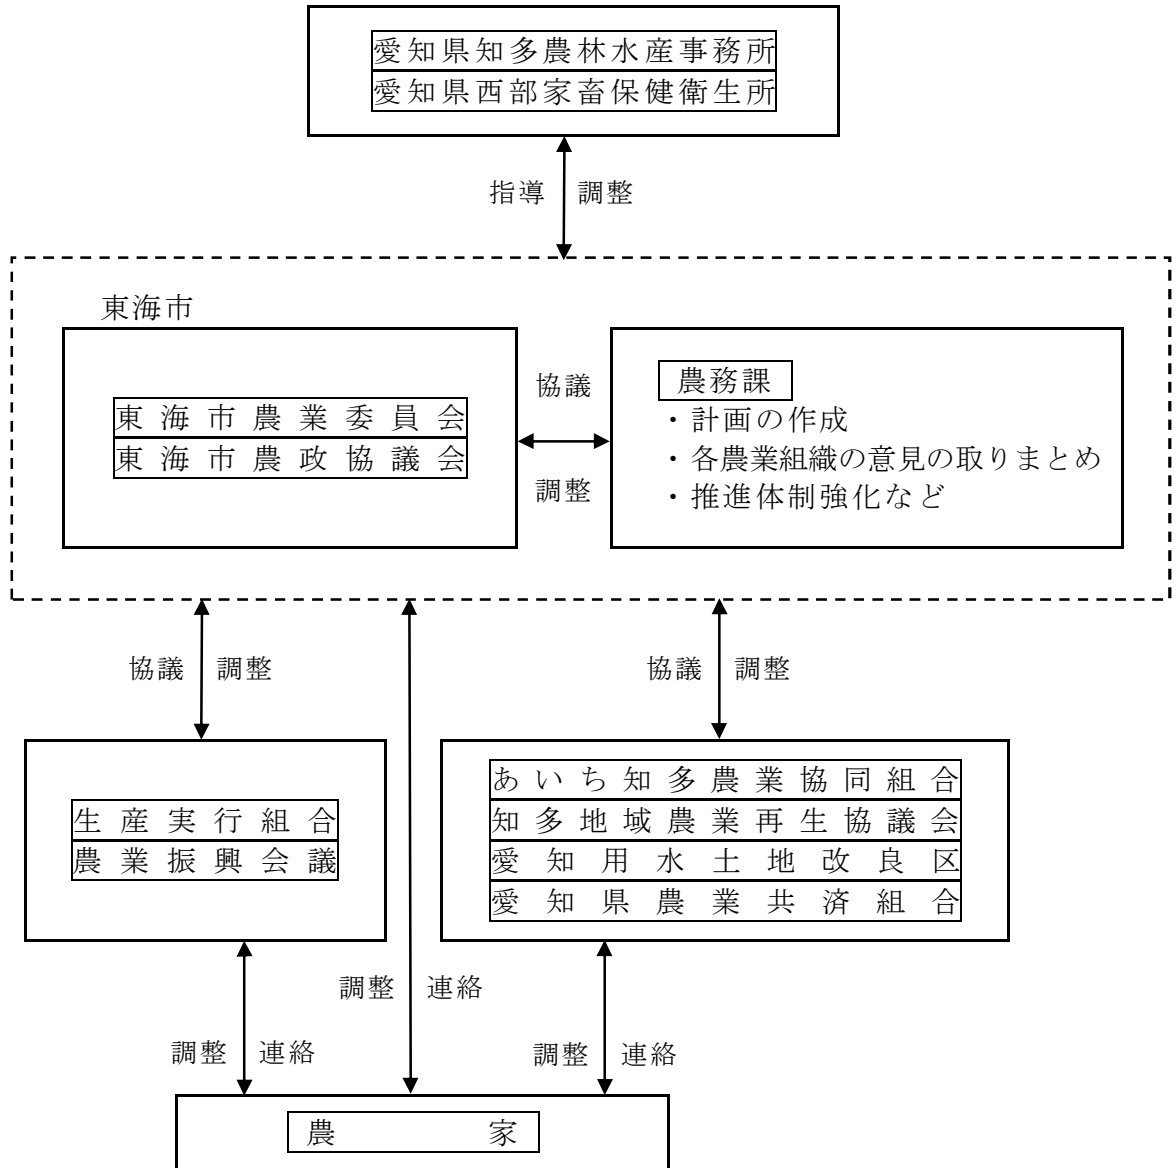 愛知県知多農林水産事務所
愛知県西部家畜保健衛生所
指導 調整
東海市
東海市農業委員会
東海市農政協議会
協議
調整
農務課
・計画の作成
・各農業組織の意見の取りまとめ
・推進体制強化など
協議 調整
協議 調整
生産実行組合
農業振興会議
あいち知多農業協同組合
知多地域農業再生協議会
愛知用水土地改良区
愛知県農業共済組合
調整 連絡
調整 連絡
調整 連絡
農家